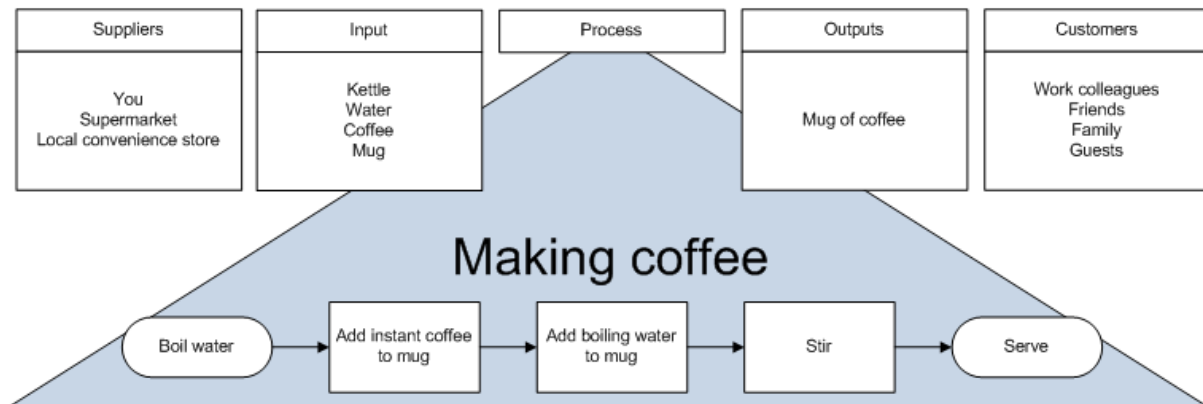 Suppliers
You
Supermarket
Local convenience store
Input
Kettle
Water
Coffee
Mug
Process
Outputs
Mug of coffee
Customers
Work colleagues
Friends
Family
Guests
Making coffee
Boil water
Add instant coffee
to mug
Add boiling water
to mug
Stir
Serve